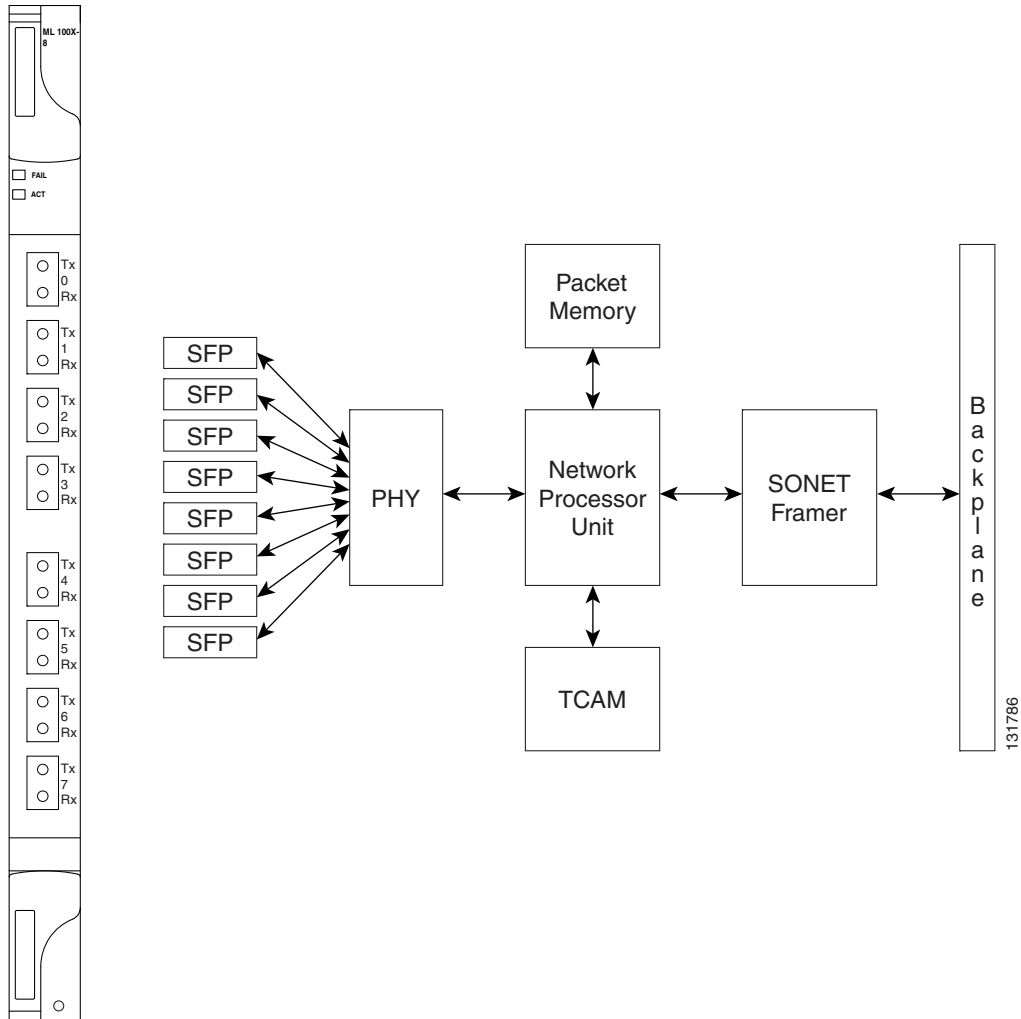 ML 100X-
8
FAIL
ACT
Tx
0
Rx
Tx
1
Rx
Tx
2
Rx
Tx
3
Rx
Tx
4
Rx
Tx
5
Rx
Tx
6
Rx
Tx
7
Rx
SFP
SFP
SFP
SFP
SFP
SFP
SFP
SFP
PHY
Packet
Memory
Network
Processor
Unit
TCAM
SONET
Framer
Backplane
131786